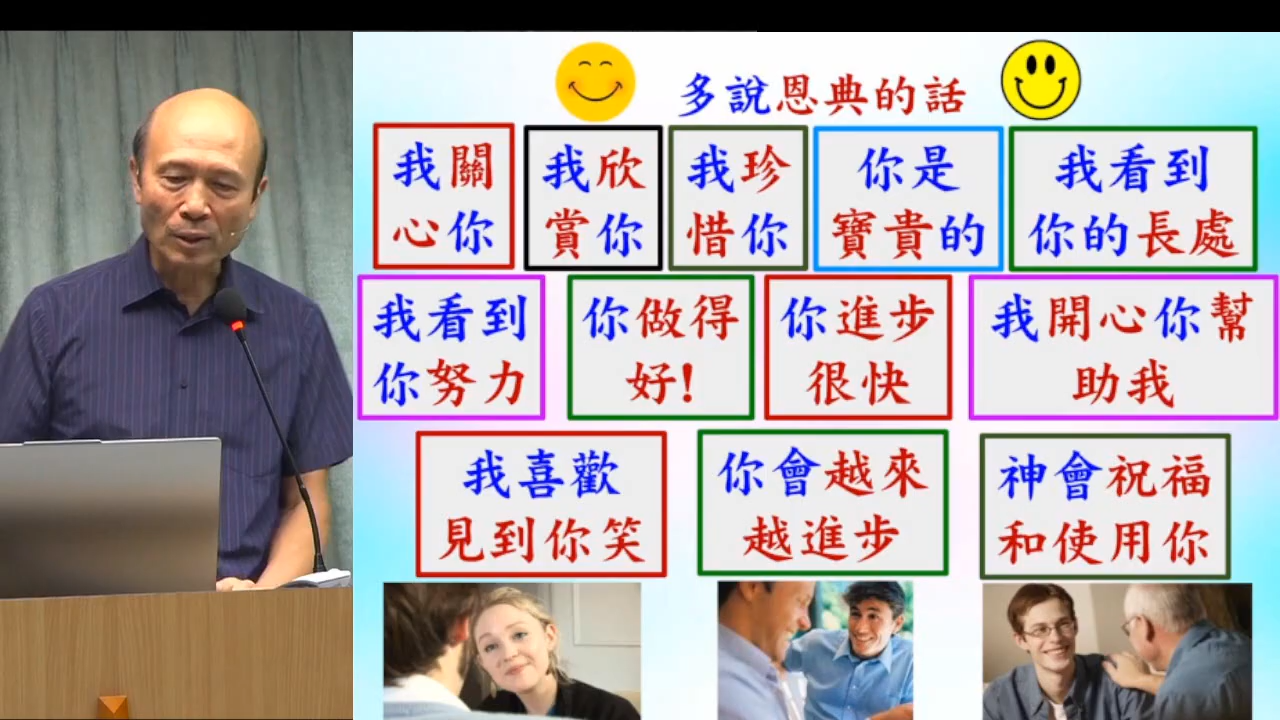 多說恩典的話
我關
心你
我欣
賞你
我珍
惜你
你是
寶貴的
我看到
你的長處
我看到
你努力
你做得
好!
你進步
很快
我開心你幫
助我
我喜歡
見到你笑
你會越來
越進步
神會祝福
和使用你